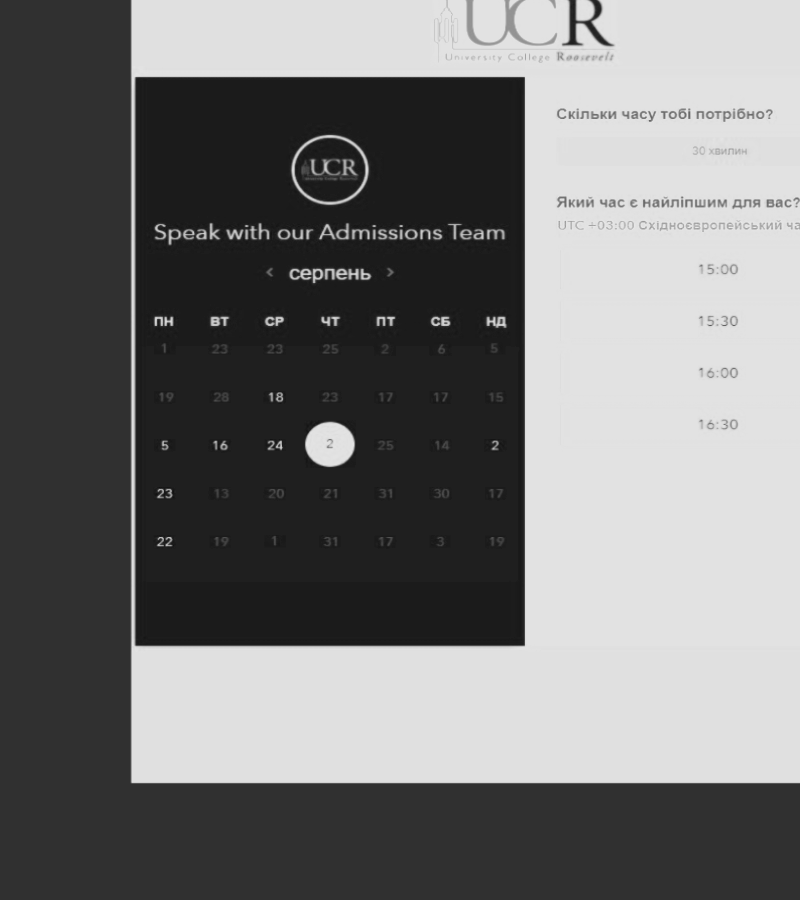 UCR
University College Roosevelt
UCR
Speak with our Admissions Team
< серпень >
ПН ВТ СР ЧТ ПТ СБ НД
1 23 23 25 2 6 5
19 28 18 23 17 17 15
5 16 24 2 25 14 2
23 13 20 21 31 30 17
22 19 1 31 17 3 19
Скільки часу тобі потрібно?
30 хвилин
Який час є найліпшим для вас?
UTC +03:00 Східноєвропейський ча
15:00
15:30
16:00
16:30